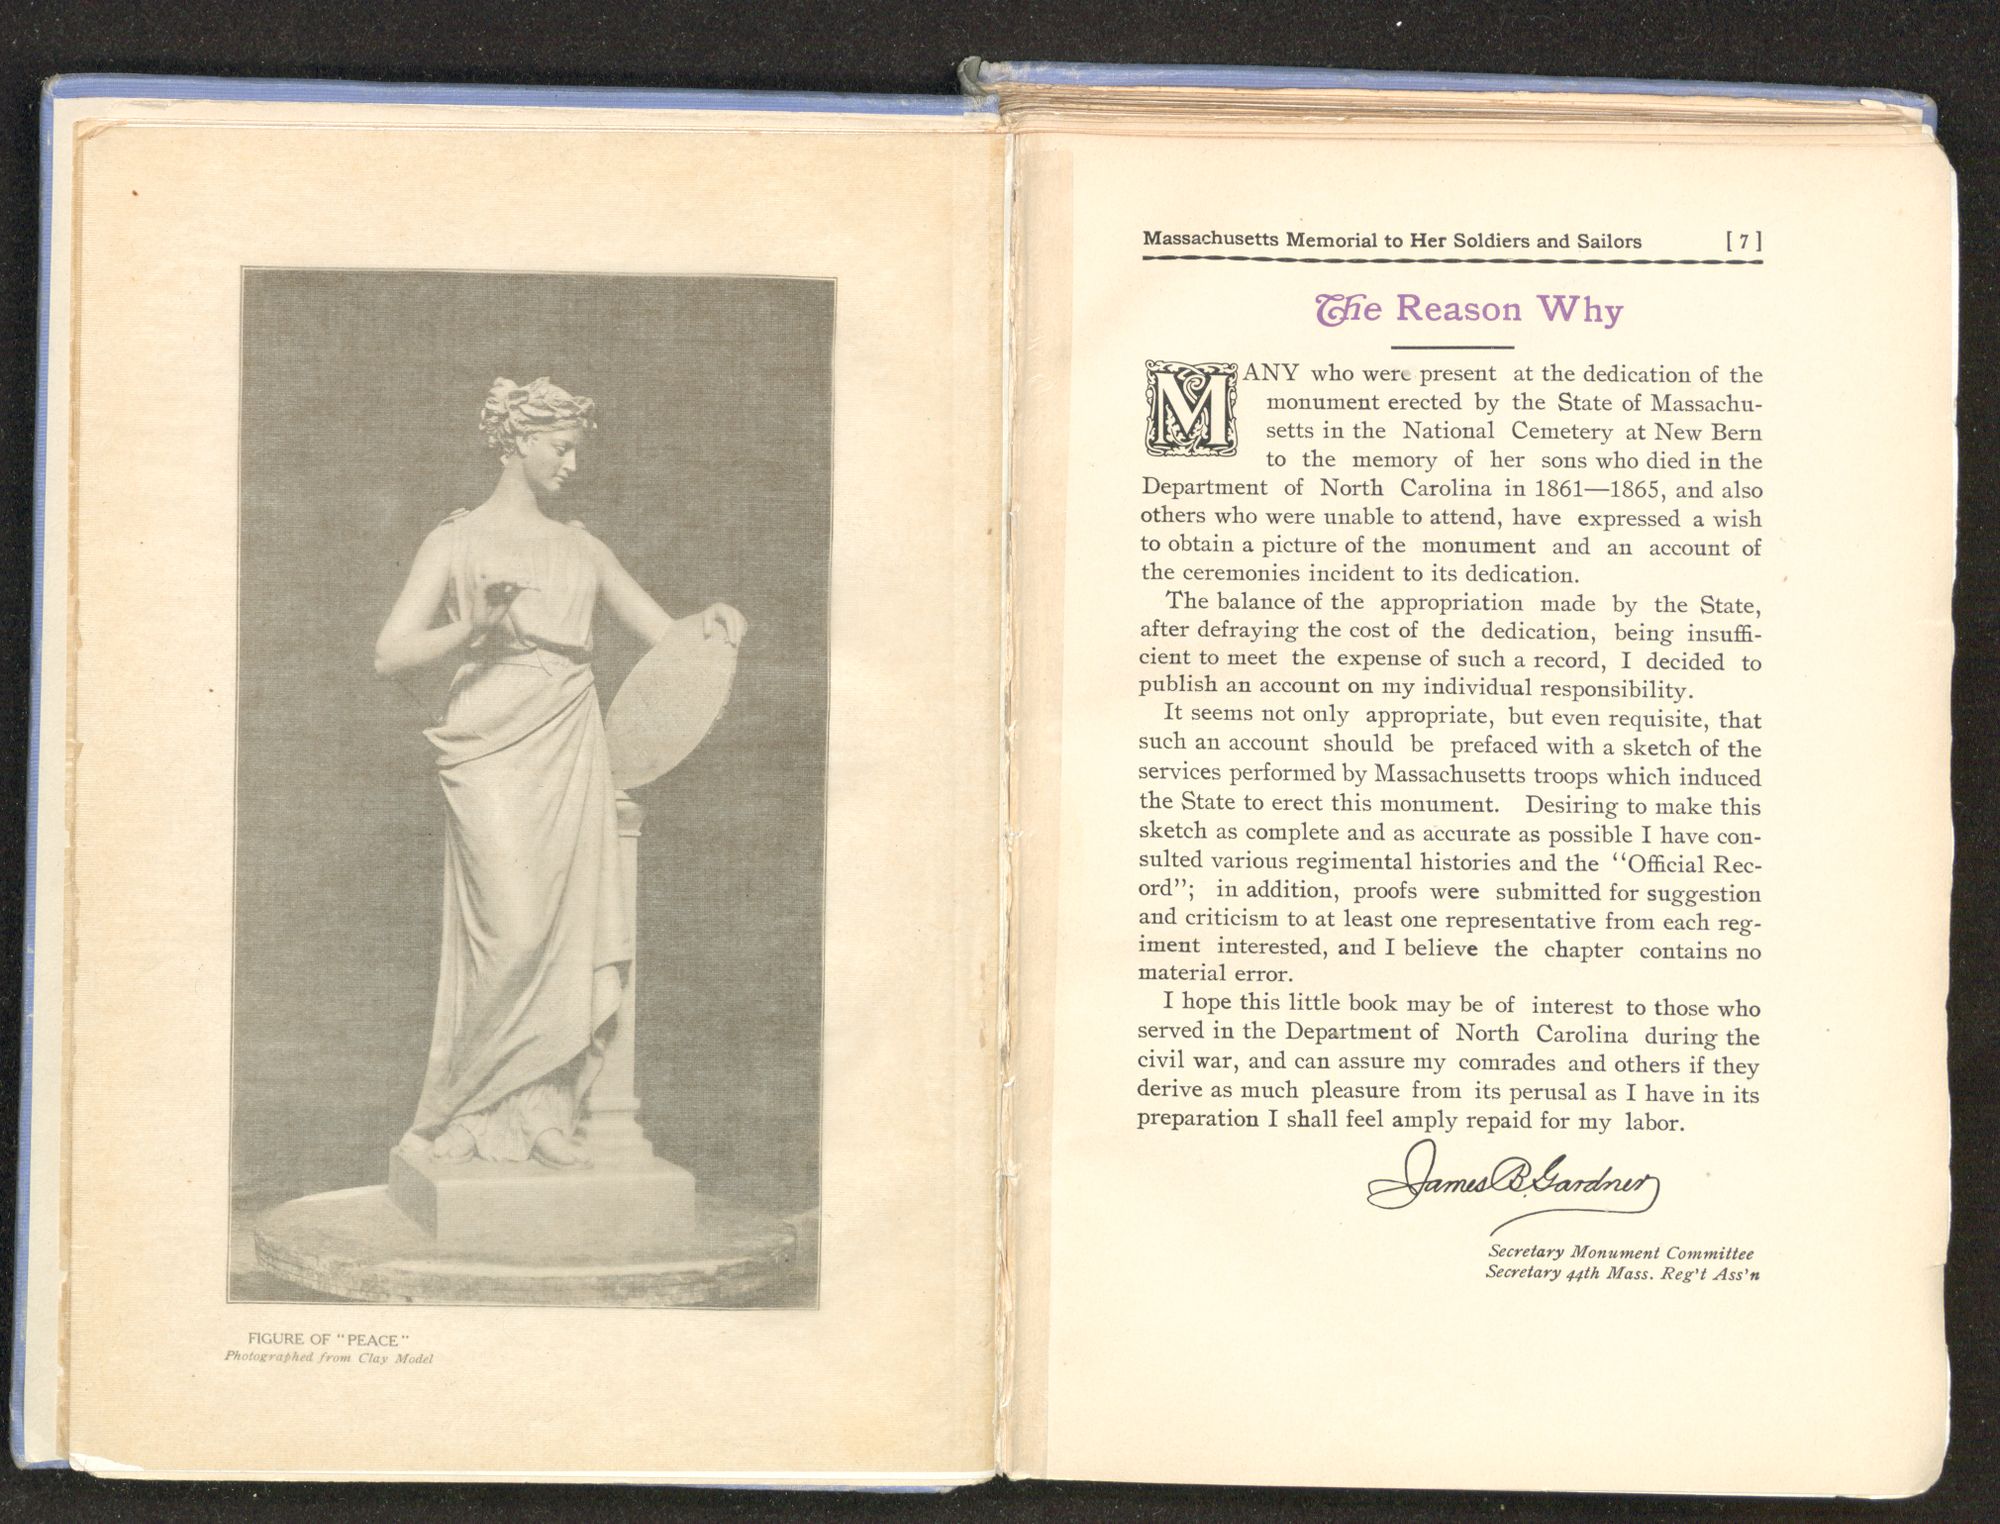 FIGURE OF "PEACE"
Photographed from Clay Model
Massachusetts Memorial to Her Soldiers and Sailors [ 7 ]
The Reason Why
MANY who were present at the dedication of the
monument erected by the State of Massachu-
setts in the National Cemetery at New Bern
to the memory of her sons who died in the
Department of North Carolina in 1861—1865, and also
others who were unable to attend, have expressed a wish
to obtain a picture of the monument and an account of
the ceremonies incident to its dedication.
The balance of the appropriation made by the State,
after defraying the cost of the dedication, being insuffi-
cient to meet the expense of such a record, I decided to
publish an account on my individual responsibility.
It seems not only appropriate, but even requisite, that
such an account should be prefaced with a sketch of the
services performed by Massachusetts troops which induced
the State to erect this monument. Desiring to make this
sketch as complete and as accurate as possible I have con-
sulted various regimental histories and the "Official Rec-
ord"; in addition, proofs were submitted for suggestion
and criticism to at least one representative from each reg-
iment interested, and I believe the chapter contains no
material error.
I hope this little book may be of interest to those who
served in the Department of North Carolina during the
civil war, and can assure my comrades and others if they
derive as much pleasure from its perusal as I have in its
preparation I shall feel amply repaid for my labor.
James B. Gardner
Secretary Monument Committee
Secretary 44th Mass. Reg't Ass'n